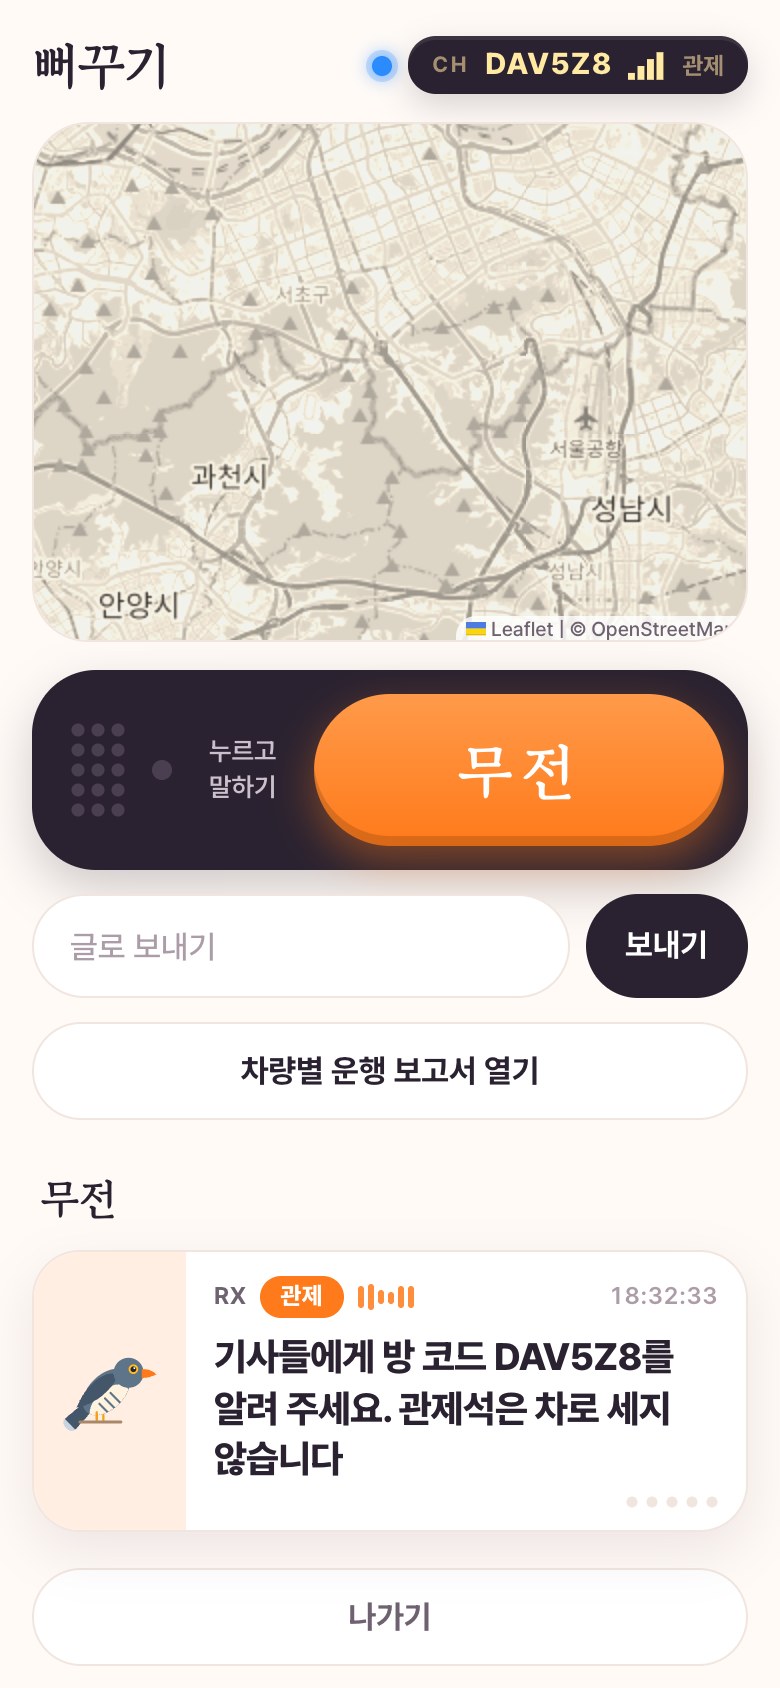 뻐꾸기
CH DAV5Z8 관제
서초구
서울공항
과천시
성남시
안양시
성남시
안양시
Leaflet | © OpenStreetMap
누르고
말하기
무전
글로 보내기
보내기
차량별 운행 보고서 열기
무전
RX 관제 18:32:33
기사들에게 방 코드 DAV5Z8를
알려 주세요. 관제석은 차로 세지
않습니다
나가기